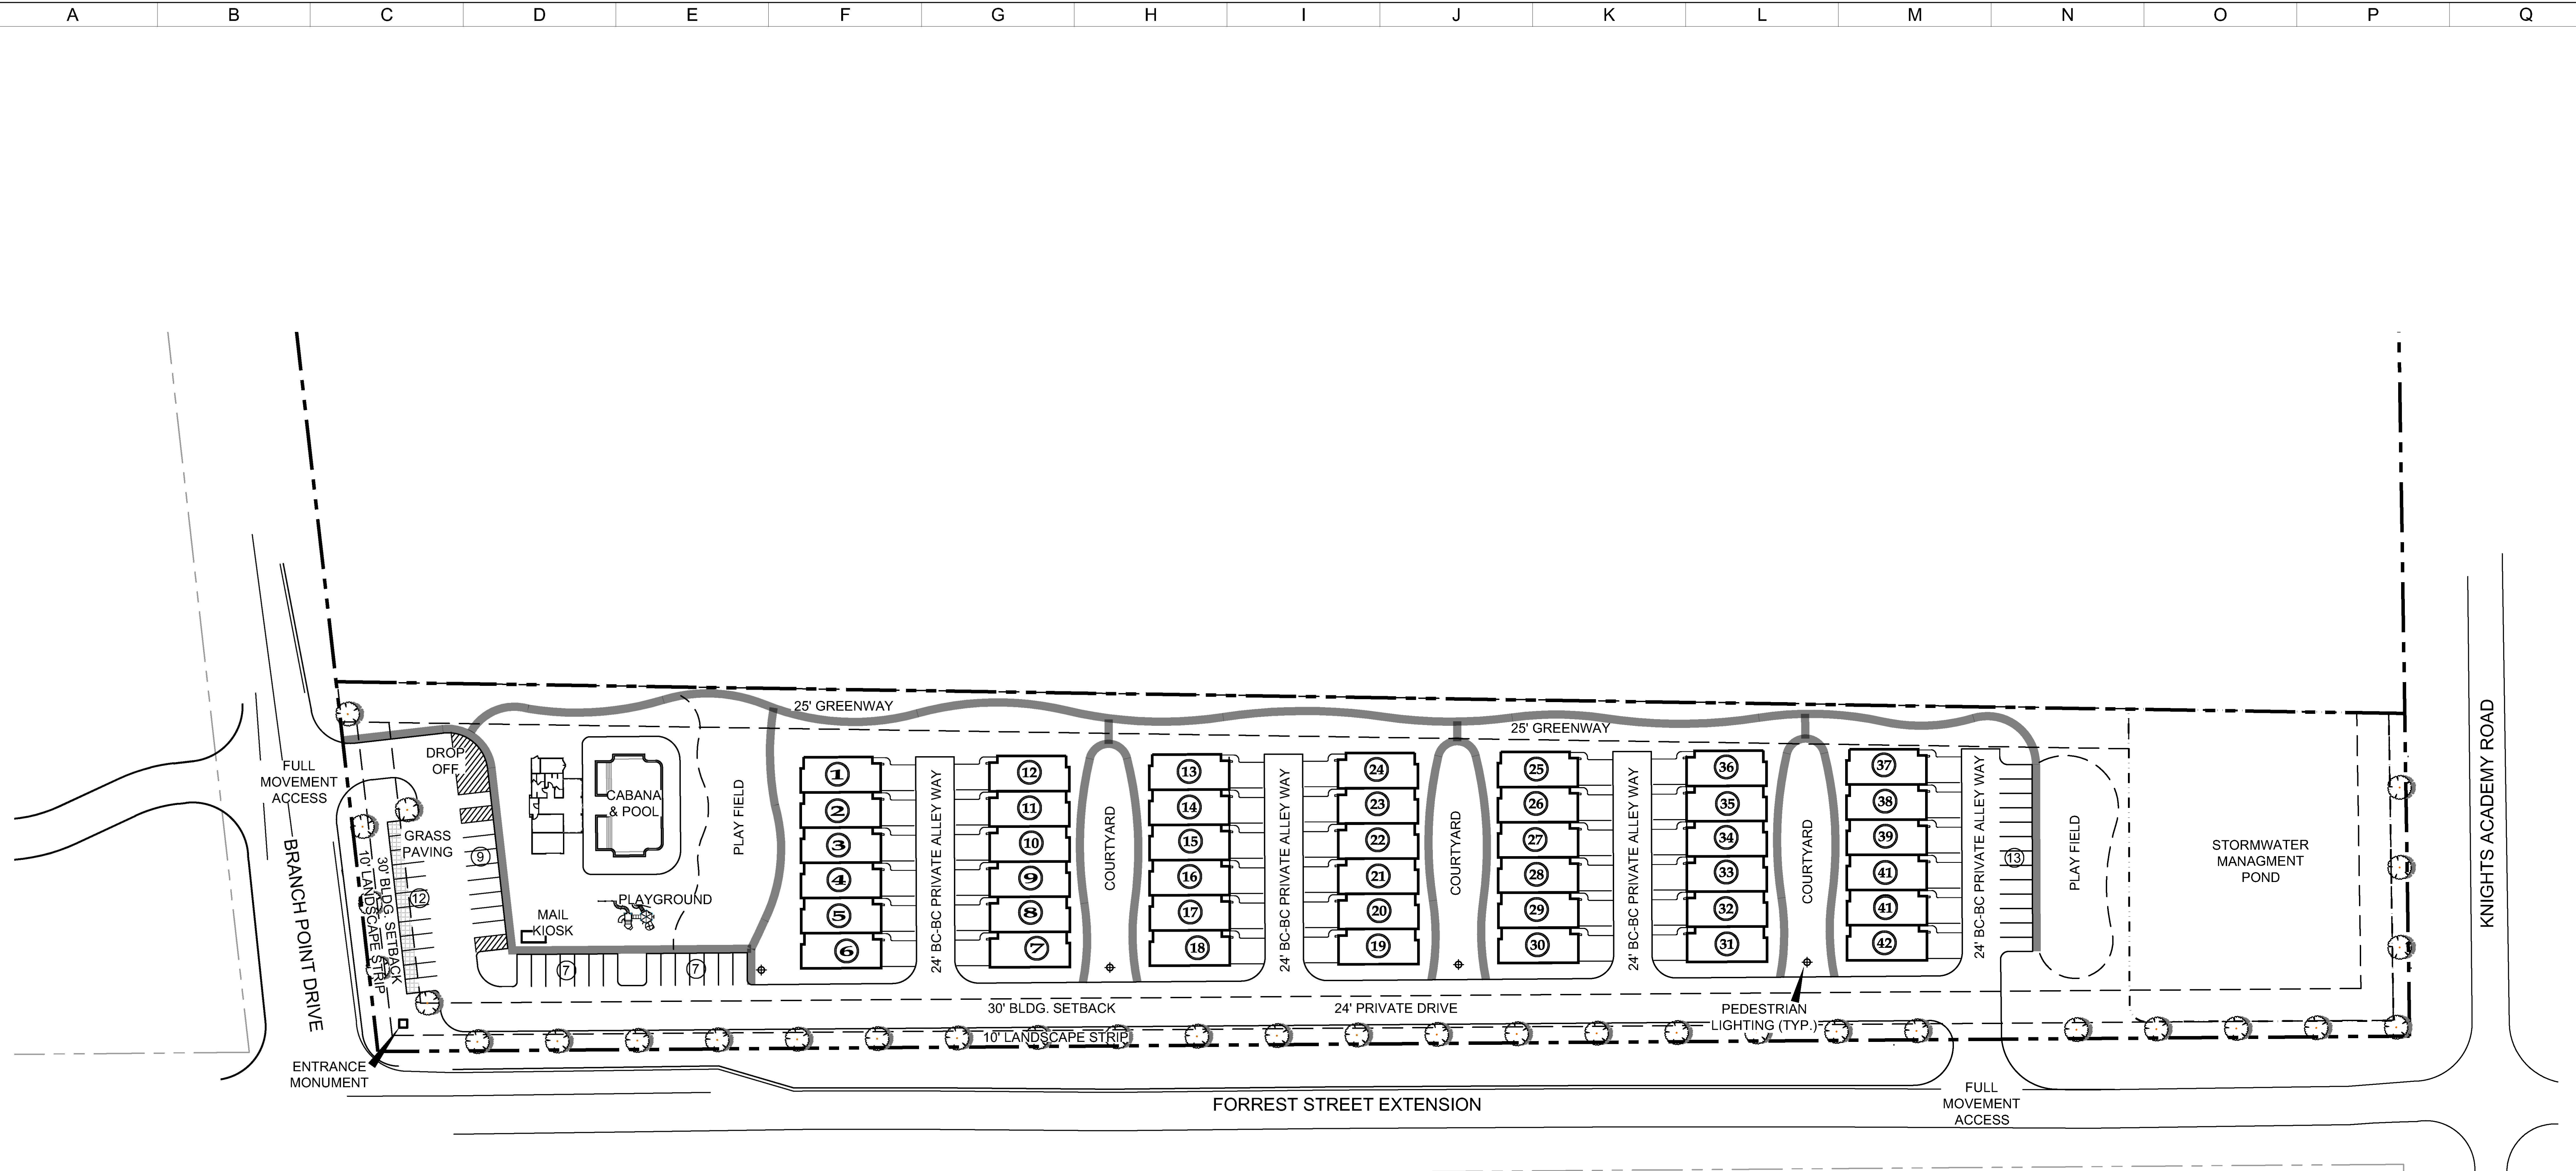 A B C D E F G H I J K L M N O P Q
25' GREENWAY
25' GREENWAY
DROP
OFF
FULL
MOVEMENT
ACCESS
BRANCH POINT DRIVE
GRASS
PAVING
30' BLDG. SETBACK
10' LANDSCAPE STRIP
12
9
CABANA
& POOL
PLAYGROUND
MAIL
KIOSK
7
7
PLAY FIELD
1
2
3
4
5
6
24' BC-BC PRIVATE ALLEY WAY
12
11
10
9
8
7
COURTYARD
13
14
15
16
17
18
24' BC-BC PRIVATE ALLEY WAY
24
23
22
21
20
19
COURTYARD
25
26
27
28
29
30
24' BC-BC PRIVATE ALLEY WAY
36
35
34
33
32
31
COURTYARD
37
38
39
41
41
42
24' BC-BC PRIVATE ALLEY WAY
13
PLAY FIELD
STORMWATER
MANAGMENT
POND
KNIGHTS ACADEMY ROAD
30' BLDG. SETBACK
24' PRIVATE DRIVE
PEDESTRIAN
LIGHTING (TYP.)
10' LANDSCAPE STRIP
ENTRANCE
MONUMENT
FORREST STREET EXTENSION
FULL
MOVEMENT
ACCESS